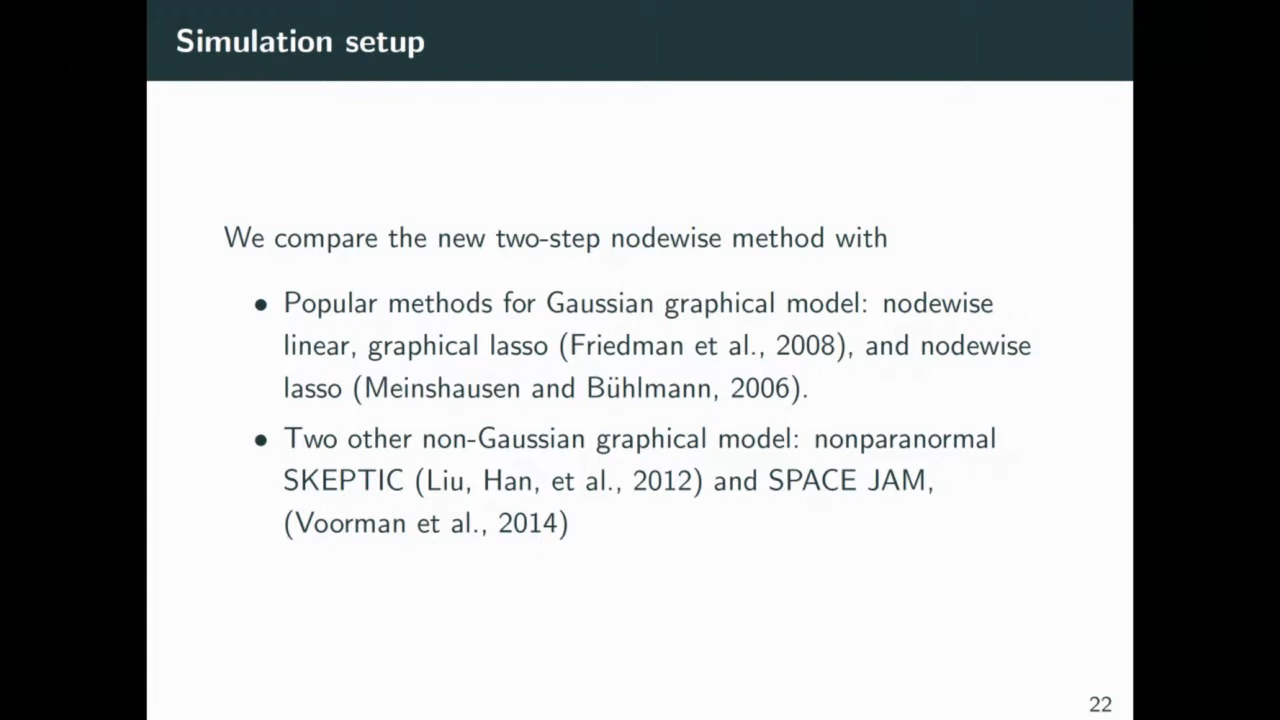 Simulation setup
We compare the new two-step nodewise method with
• Popular methods for Gaussian graphical model: nodewise
linear, graphical lasso (Friedman et al., 2008), and nodewise
lasso (Meinshausen and Bühlmann, 2006).
• Two other non-Gaussian graphical model: nonparanormal
SKEPTIC (Liu, Han, et al., 2012) and SPACE JAM,
(Voorman et al., 2014)
22